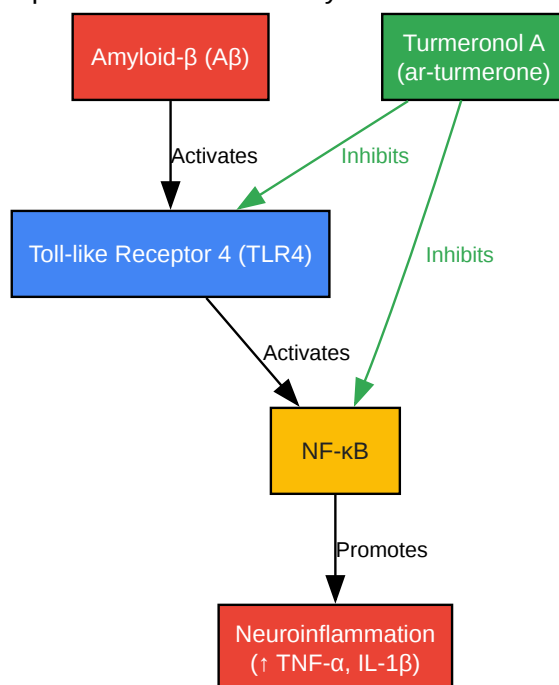 Amyloid-β (Aβ)
Turmeronol A
(ar-turmerone)
Activates
Inhibits
Toll-like Receptor 4 (TLR4)
Inhibits
Activates
NF-κB
Promotes
Neuroinflammation
(↑ TNF-α, IL-1β)